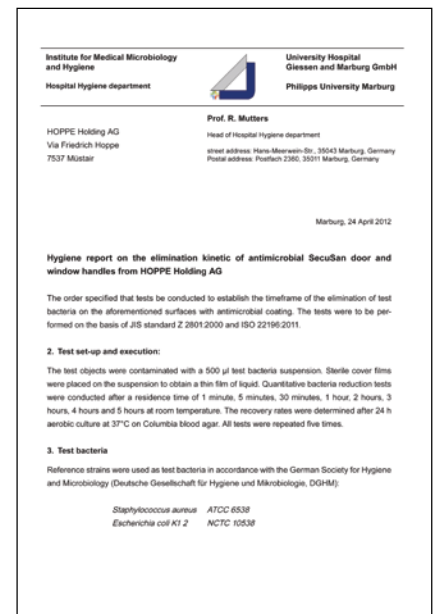 Institute for Medical Microbiology
and Hygiene
Hospital Hygiene department
University Hospital
Giessen and Marburg GmbH
Philipps University Marburg
HOPPE Holding AG
Via Friedrich Hoppe
7537 Müstair
Prof. R. Mutters
Head of Hospital Hygiene department
street address: Hans-Meerwein-Str., 35043 Marburg, Germany
Postal address: Postfach 2360, 35011 Marburg, Germany
Marburg, 24 April 2012
Hygiene report on the elimination kinetic of antimicrobial SecuSan door and
window handles from HOPPE Holding AG
The order specified that tests be conducted to establish the timeframe of the elimination of test
bacteria on the aforementioned surfaces with antimicrobial coating. The tests were to be per-
formed on the basis of JIS standard Z 2801:2000 and ISO 22196:2011.
2. Test set-up and execution:
The test objects were contaminated with a 500 µl test bacteria suspension. Sterile cover films
were placed on the suspension to obtain a thin film of liquid. Quantitative bacteria reduction tests
were conducted after a residence time of 1 minute, 5 minutes, 30 minutes, 1 hour, 2 hours, 3
hours, 4 hours and 5 hours at room temperature. The recovery rates were determined after 24 h
aerobic culture at 37°C on Columbia blood agar. All tests were repeated five times.
3. Test bacteria
Reference strains were used as test bacteria in accordance with the German Society for Hygiene
and Microbiology (Deutsche Gesellschaft für Hygiene und Mikrobiologie, DGHM):
Staphylococcus aureus ATCC 6538
Escherichia coli K1 2 NCTC 10538